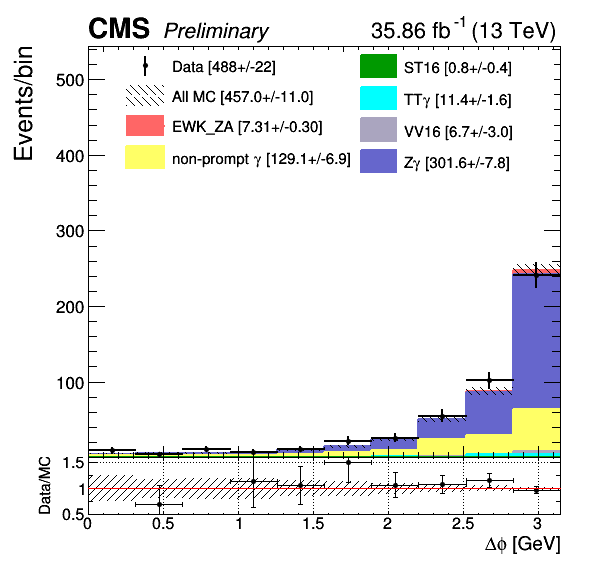 CMS Preliminary 35.86 fb⁻¹ (13 TeV)
Events/bin
Data [488+/-22]
All MC [457.0+/-11.0]
EWK_ZA [7.31+/-0.30]
non-prompt γ [129.1+/-6.9]
ST16 [0.8+/-0.4]
TTγ [11.4+/-1.6]
VV16 [6.7+/-3.0]
Zγ [301.6+/-7.8]
500
400
300
200
100
Data/MC
1.5
1
0.5
0 0.5 1 1.5 2 2.5 3
Δϕ [GeV]